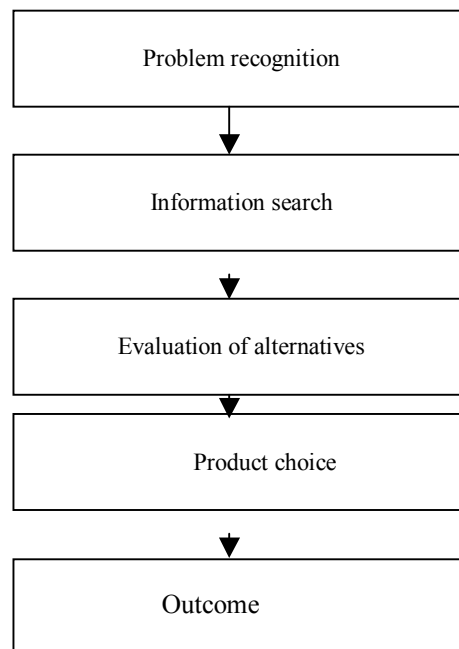 Problem recognition
Information search
Evaluation of alternatives
Product choice
Outcome